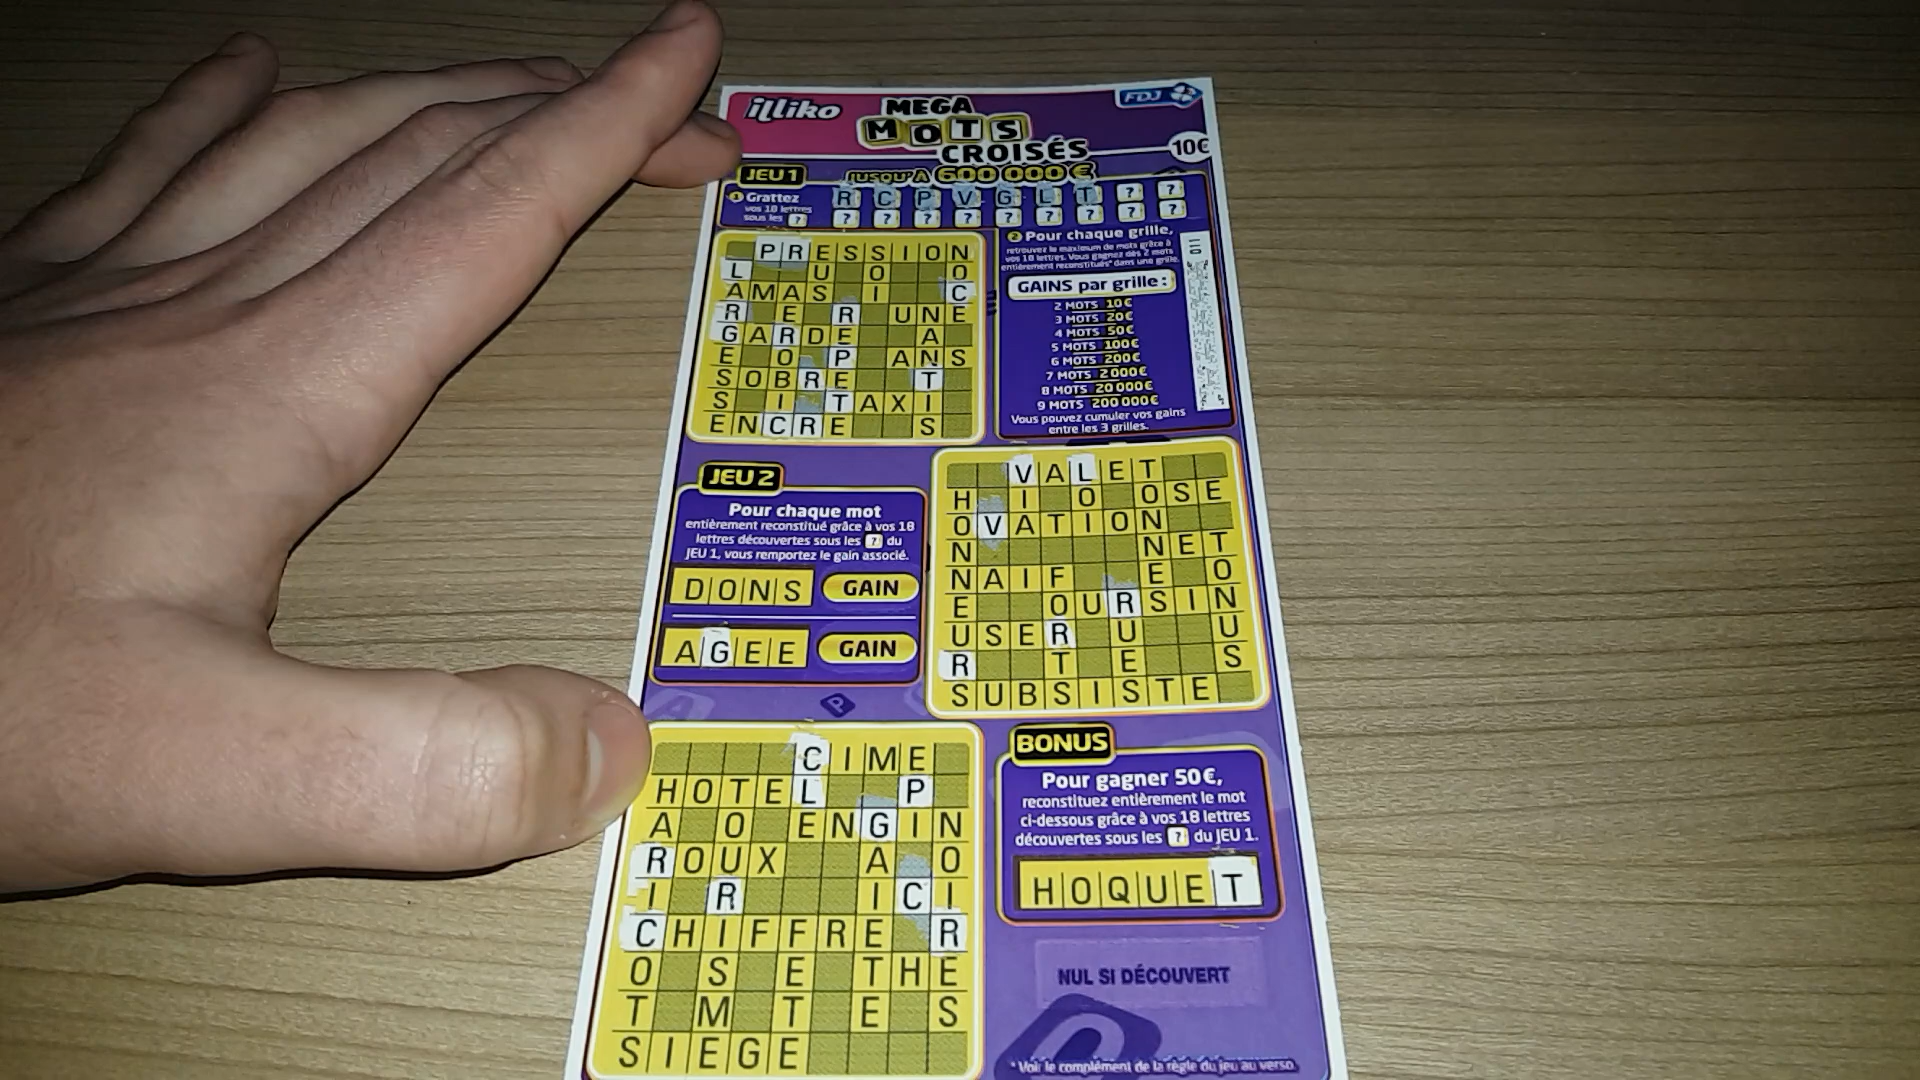 illiko
FDJ
MEGA
MOTS
CROISÉS
10€
JEU 1
JUSQU'À 600 000 €
1 Grattez
vos 18 lettres
sous les ?
R C P V G L T ? ?
? ? ? ? ? ? ? ? ?
PRESSION
L U O O
AMAS I C
R E R UNE
GARDE A
E O P ANS
SOBRE T
S I TAXI
ENCRE S
2 Pour chaque grille,
retrouvez le maximum de mots grâce à
vos 18 lettres. Vous gagnez dès 2 mots
entièrement reconstitués* dans une grille.
GAINS par grille :
2 MOTS 10€
3 MOTS 20€
4 MOTS 50€
5 MOTS 100€
6 MOTS 200€
7 MOTS 2 000€
8 MOTS 20 000€
9 MOTS 200 000€
Vous pouvez cumuler vos gains
entre les 3 grilles.
JEU 2
Pour chaque mot
entièrement reconstitué grâce à vos 18
lettres découvertes sous les ? du
JEU 1, vous remportez le gain associé.
DONS GAIN
AGEE GAIN
VALET
H I O OSE
OVATION
N NET
NAIF E O
E OURSIN
USER U U
R T E S
SUBSISTE
CIME
HOTEL P
A O ENGIN
ROUX A O
I R ICI
CHIFFRE R
O S E THE
T M T E S
SIEGE
BONUS
Pour gagner 50€,
reconstituez entièrement le mot
ci-dessous grâce à vos 18 lettres
découvertes sous les ? du JEU 1.
HOQUET
NUL SI DÉCOUVERT
* Voir le complément de la règle du jeu au verso.